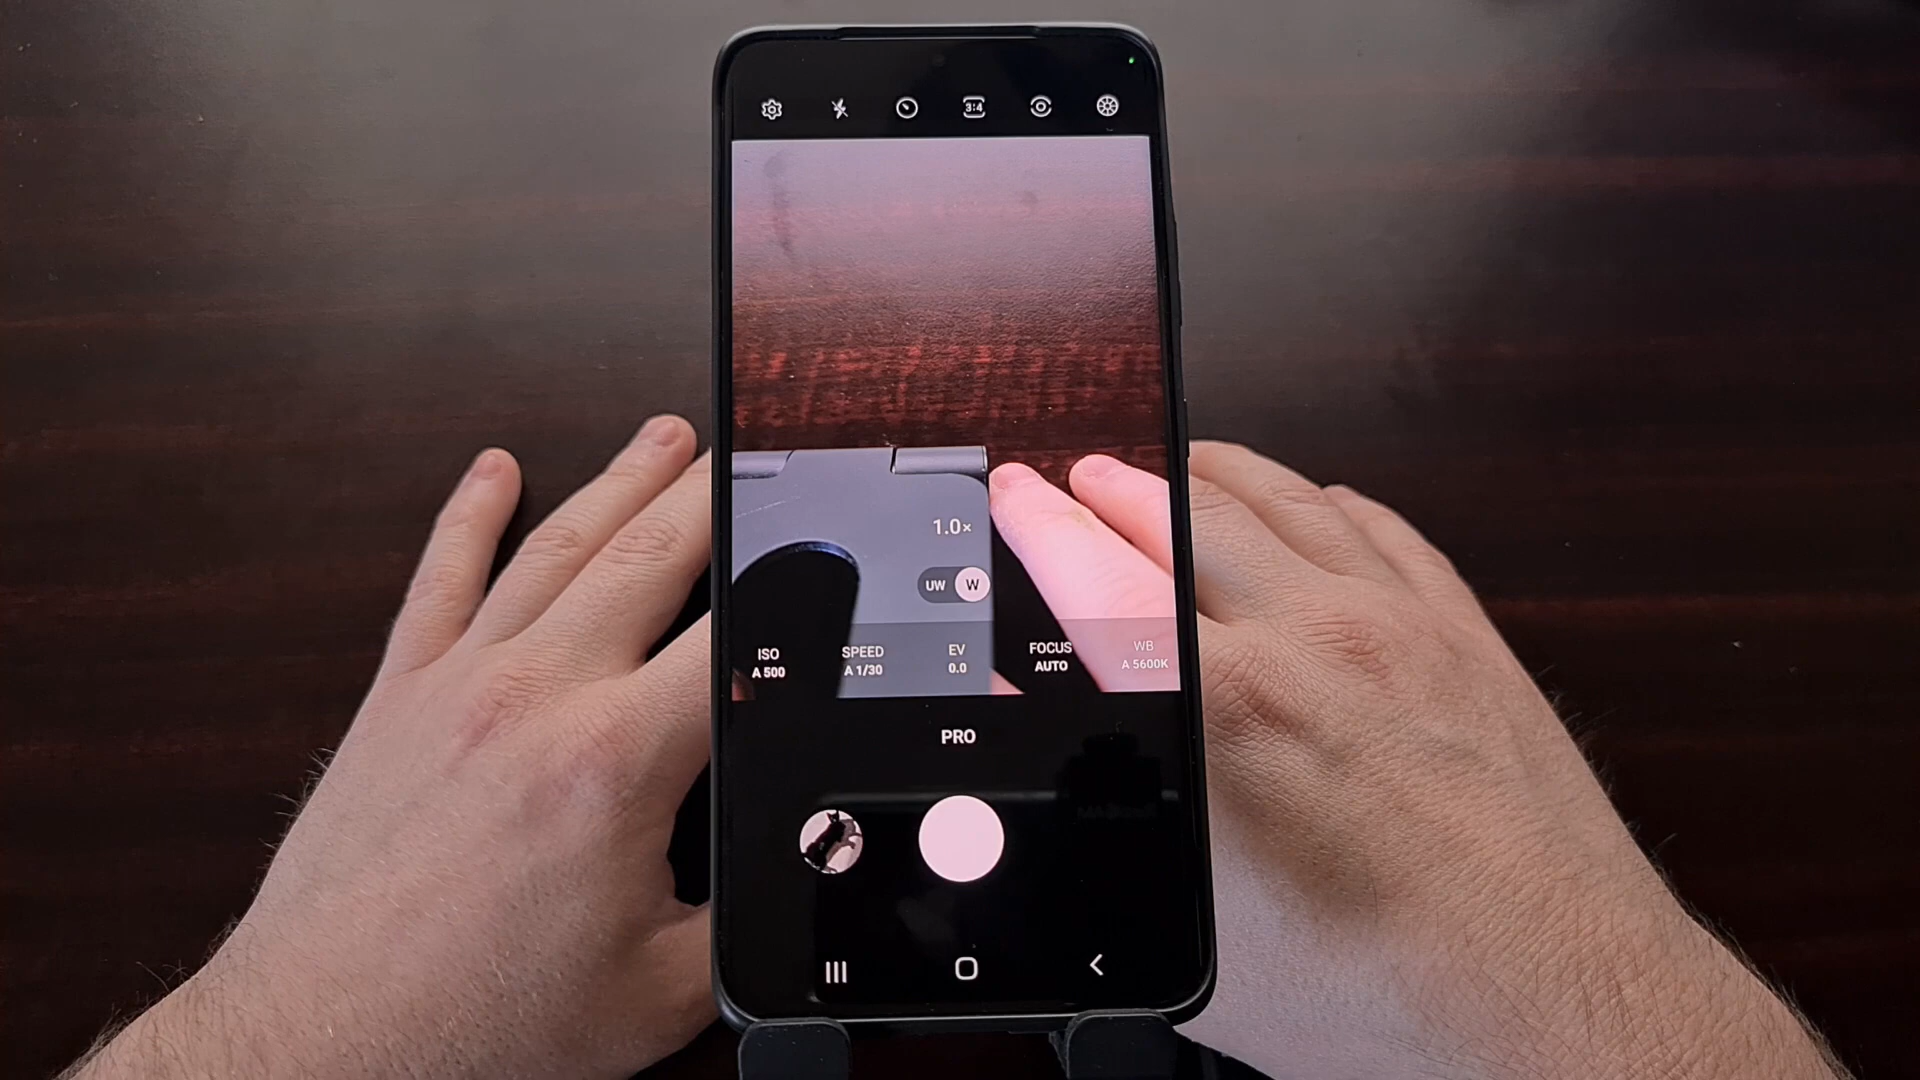 3:4
1.0×
UW W
ISO SPEED EV FOCUS WB
A 500 A 1/30 0.0 AUTO A 5600K
PRO